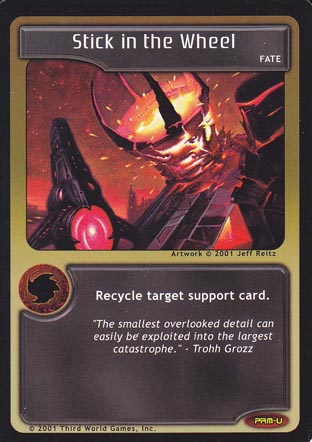 Stick in the Wheel
FATE
Artwork © 2001 Jeff Reitz
Recycle target support card.
"The smallest overlooked detail can
easily be exploited into the largest
catastrophe." - Trohh Grozz
PRM-U
© 2001 Third World Games, Inc.